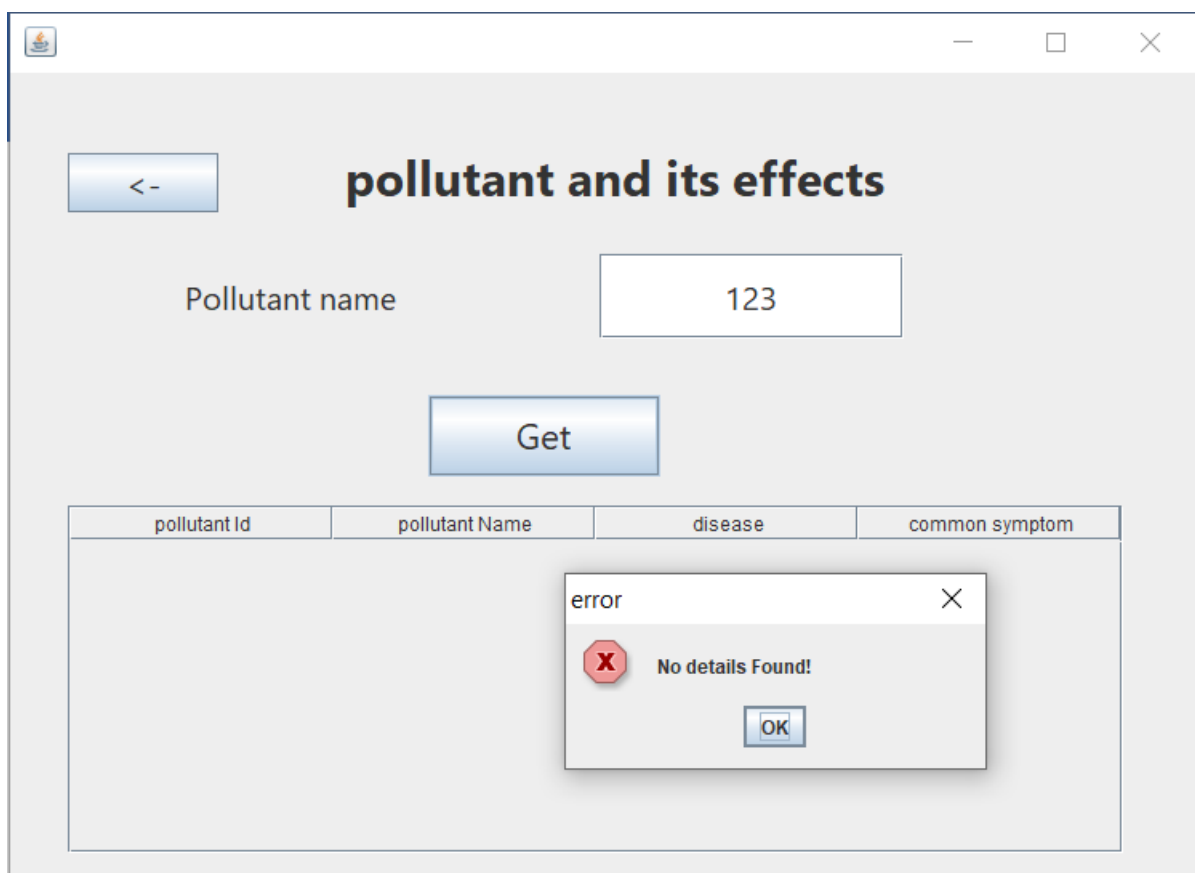 <- pollutant and its effects
Pollutant name 123
Get
pollutant Id pollutant Name disease common symptom
error
No details Found!
OK